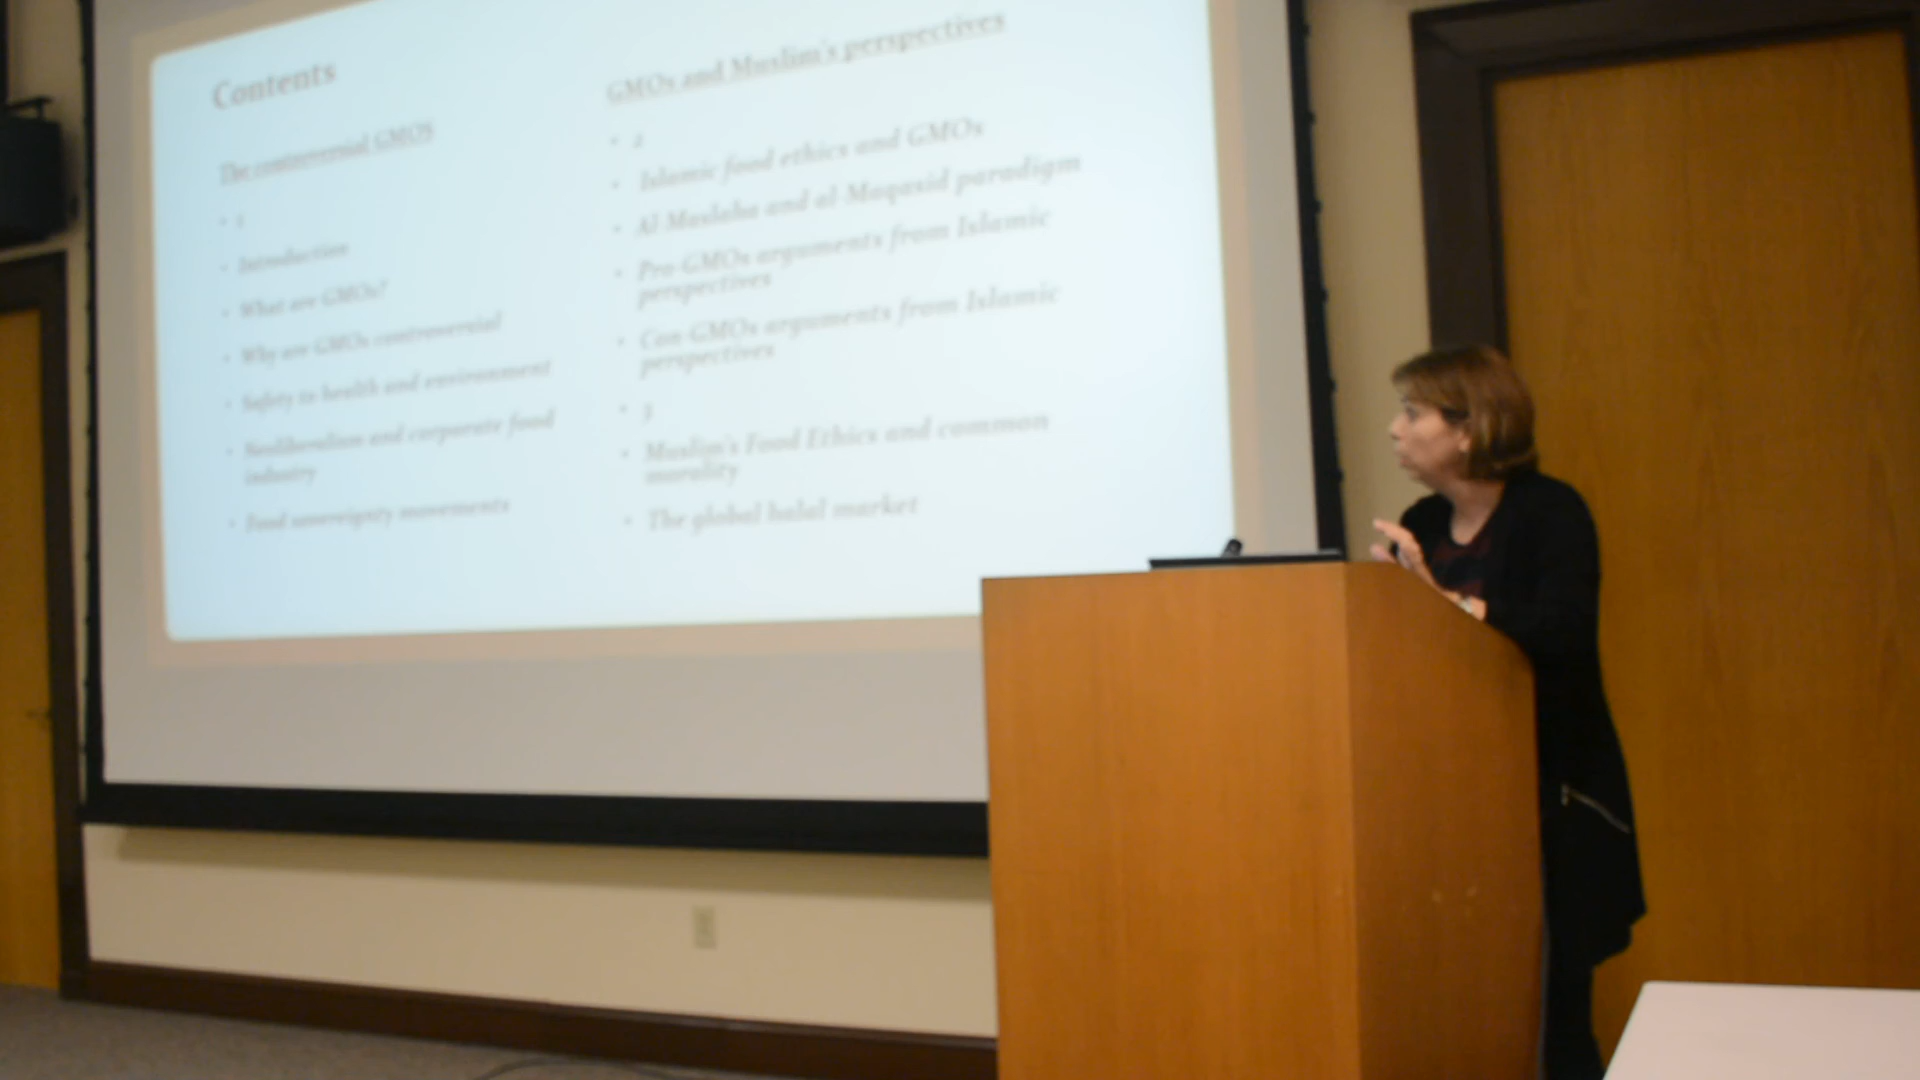 Contents
The controversial GMOS
• 1
• Introduction
• What are GMOs?
• Why are GMOs controversial
• Safety to health and environment
• Neoliberalism and corporate food
industry
• Food sovereignty movements
GMOs and Muslim's perspectives
• 2
• Islamic food ethics and GMOs
• Al-Maslaha and al-Maqasid paradigm
• Pro-GMOs arguments from Islamic
perspectives
• Con-GMOs arguments from Islamic
perspectives
• 3
• Muslim's Food Ethics and common
morality
• The global halal market